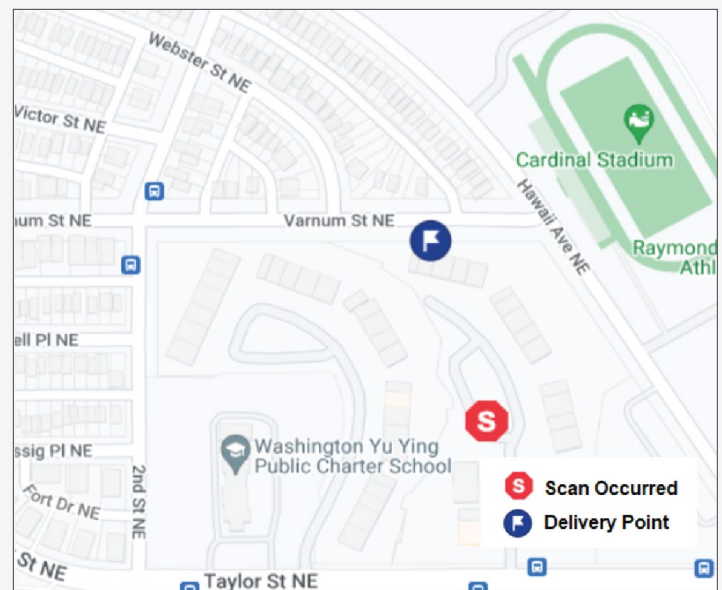 Webster St NE
Victor St NE
Cardinal Stadium
Hawaii Ave NE
num St NE
Varnum St NE
Raymond
Athl
ell Pl NE
ssig Pl NE
Washington Yu Ying
Public Charter School
2nd St NE
Fort Dr NE
S
S Scan Occurred
Delivery Point
St NE
Taylor St NE